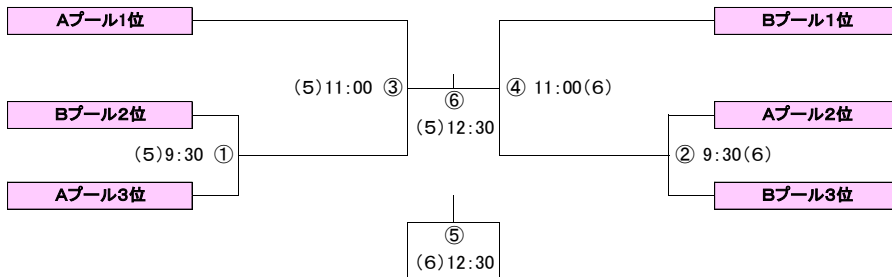 Aプール1位
Bプール1位
(5)11:00 ③
④ 11:00(6)
⑥
(5)12:30
Bプール2位
Aプール2位
(5)9:30 ①
② 9:30(6)
Aプール3位
Bプール3位
⑤
(6)12:30